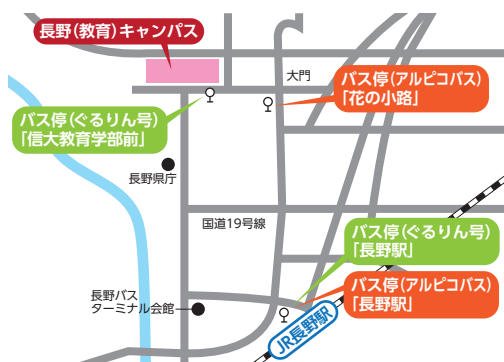 長野(教育)キャンパス
大門
バス停(アルピコバス)
「花の小路」
バス停(ぐるりん号)
「信大教育学部前」
長野県庁
国道19号線
バス停(ぐるりん号)
「長野駅」
バス停(アルピコバス)
「長野駅」
長野バス
ターミナル会館
JR長野駅